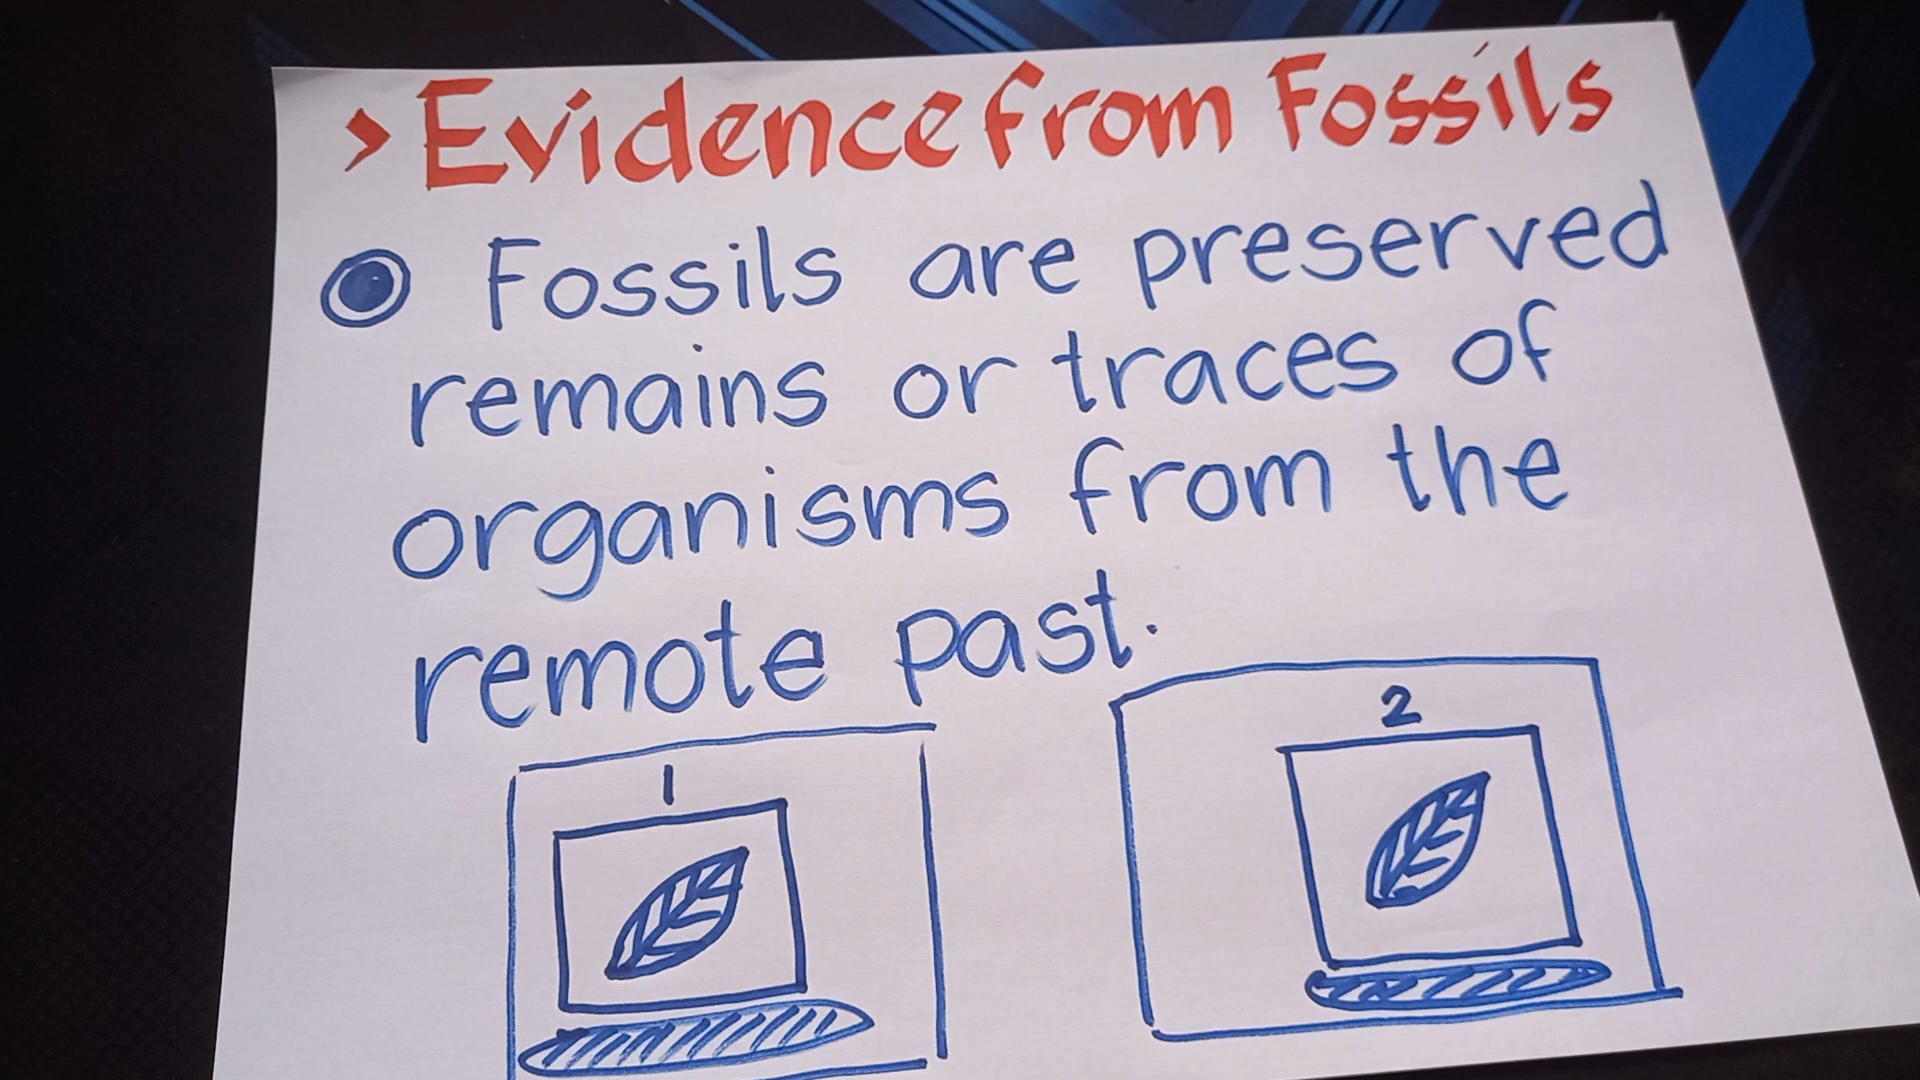 > Evidence from Fossils
Fossils are preserved
remains or traces of
organisms from the
remote past.
1
2